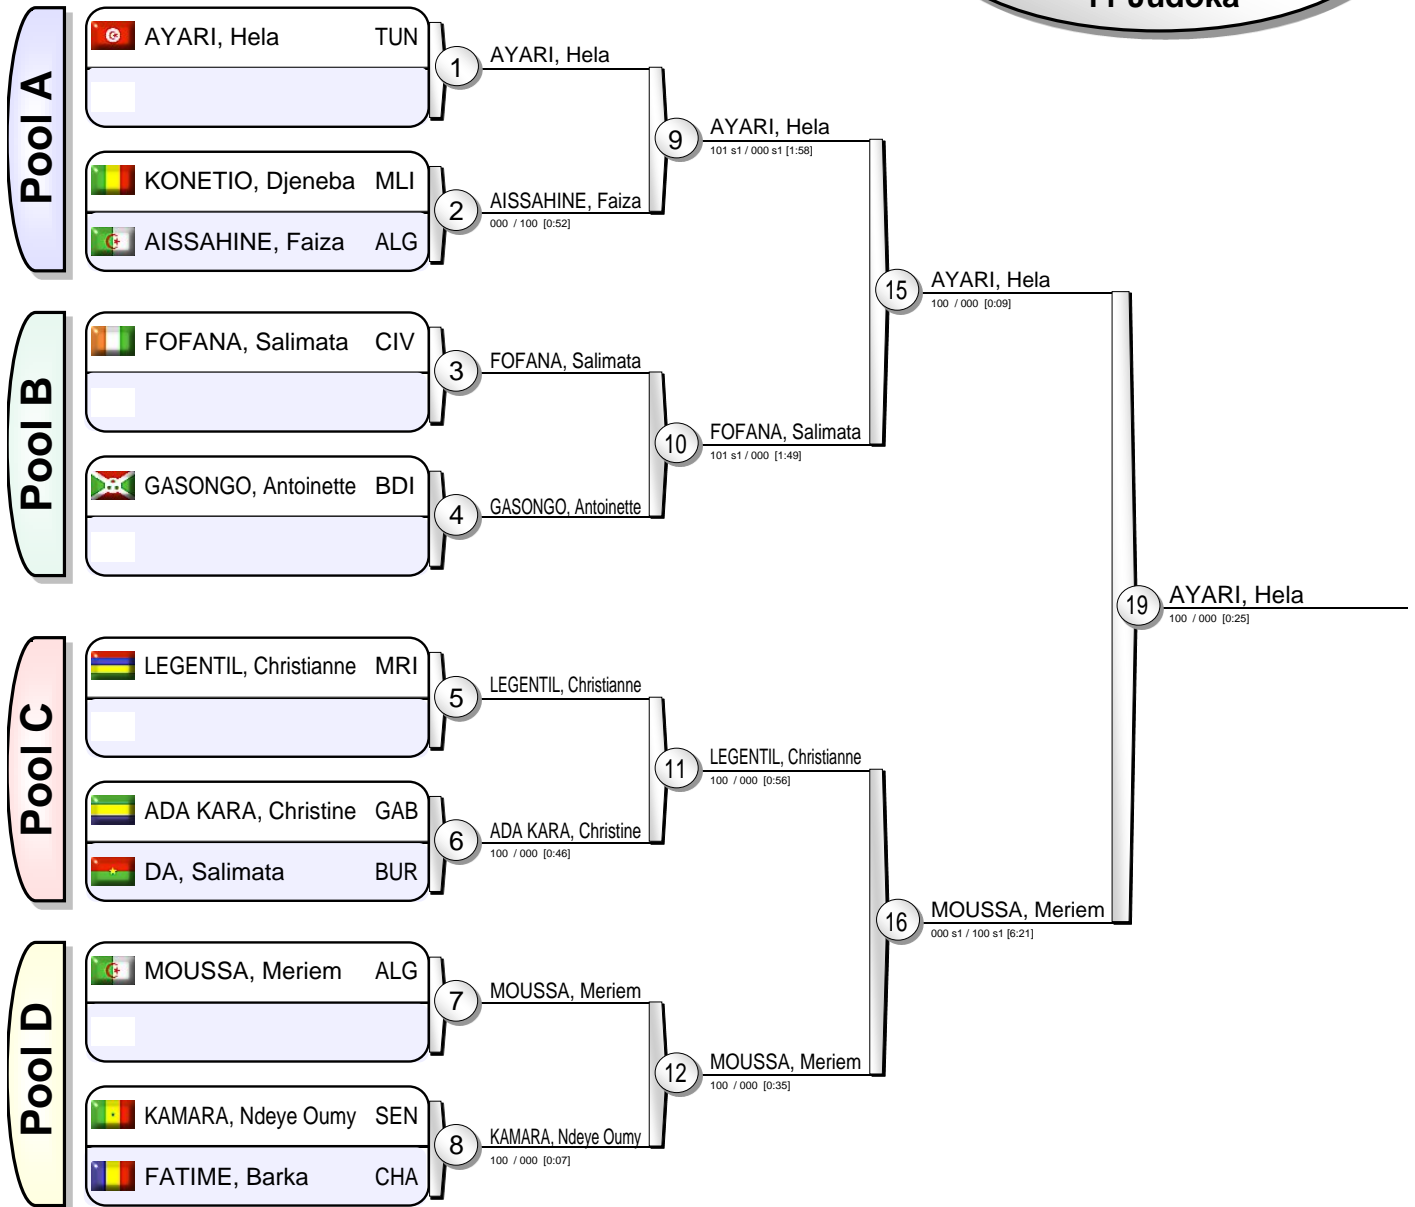 11 Judoka
Pool A
AYARI, Hela TUN
KONETIO, Djeneba MLI
AISSAHINE, Faiza ALG
Pool B
FOFANA, Salimata CIV
GASONGO, Antoinette BDI
Pool C
LEGENTIL, Christianne MRI
ADA KARA, Christine GAB
DA, Salimata BUR
Pool D
MOUSSA, Meriem ALG
KAMARA, Ndeye Oumy SEN
FATIME, Barka CHA
1
AYARI, Hela
2
AISSAHINE, Faiza
000 / 100 [0:52]
3
FOFANA, Salimata
4
GASONGO, Antoinette
5
LEGENTIL, Christianne
6
ADA KARA, Christine
100 / 000 [0:46]
7
MOUSSA, Meriem
8
KAMARA, Ndeye Oumy
100 / 000 [0:07]
9
AYARI, Hela
101 s1 / 000 s1 [1:58]
10
FOFANA, Salimata
101 s1 / 000 [1:49]
11
LEGENTIL, Christianne
100 / 000 [0:56]
12
MOUSSA, Meriem
100 / 000 [0:35]
15
AYARI, Hela
100 / 000 [0:09]
16
MOUSSA, Meriem
000 s1 / 100 s1 [6:21]
19
AYARI, Hela
100 / 000 [0:25]